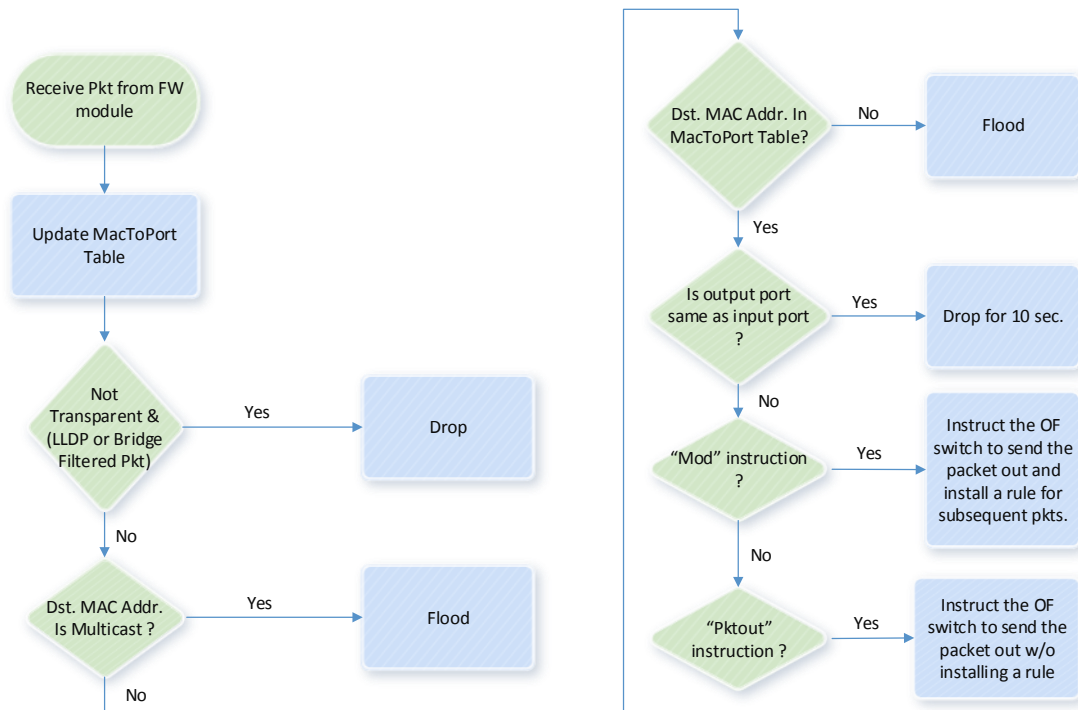 Receive Pkt from FW
module
Update MacToPort
Table
Not
Transparent &
(LLDP or Bridge
Filtered Pkt)
Yes
Drop
No
Dst. MAC Addr.
Is Multicast ?
Yes
Flood
No
Dst. MAC Addr. In
MacToPort Table?
No
Flood
Yes
Is output port
same as input port
?
Yes
Drop for 10 sec.
No
“Mod” instruction
?
Yes
Instruct the OF
switch to send the
packet out and
install a rule for
subsequent pkts.
No
“Pktout”
instruction ?
Yes
Instruct the OF
switch to send the
packet out w/o
installing a rule